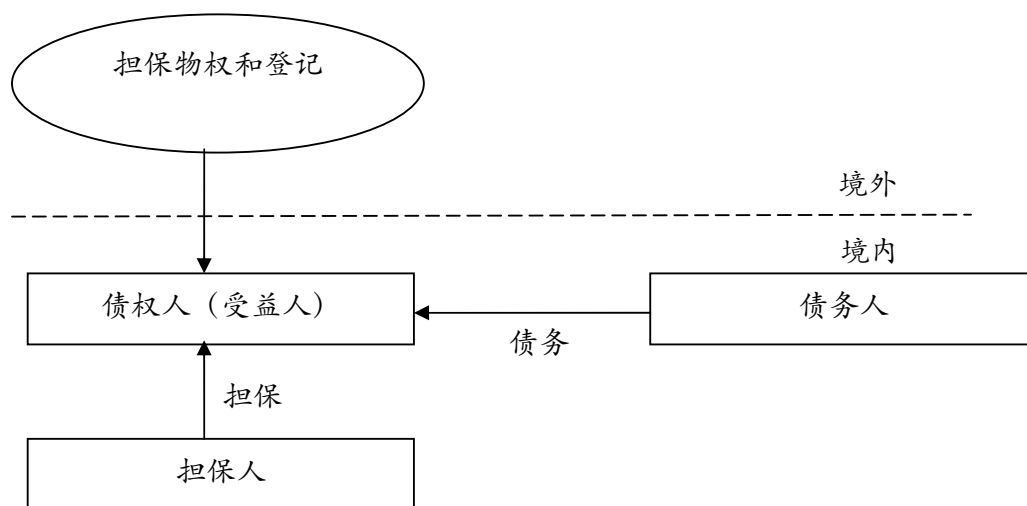 担保物权和登记
境外
境内
债权人（受益人）
债务人
债务
担保
担保人